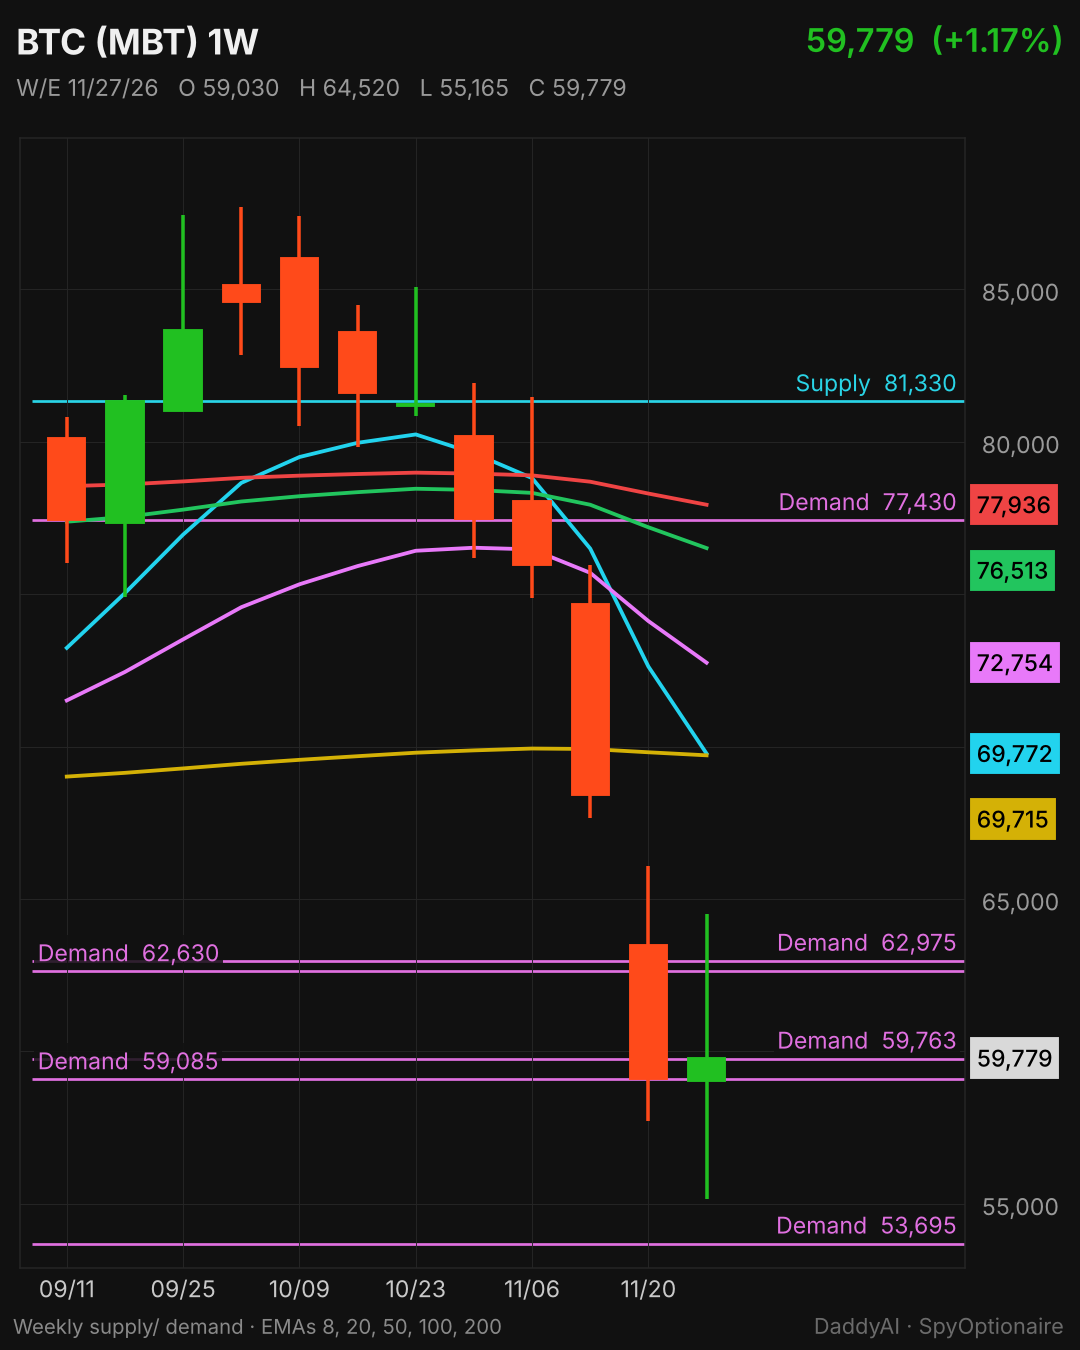 BTC (MBT) 1W
59,779 (+1.17%)
W/E 11/27/26 O 59,030 H 64,520 L 55,165 C 59,779
85,000
Supply 81,330
80,000
Demand 77,430
77,936
76,513
72,754
69,772
69,715
65,000
Demand 62,630
Demand 62,975
Demand 59,763
Demand 59,085
59,779
55,000
Demand 53,695
09/11 09/25 10/09 10/23 11/06 11/20
Weekly supply/ demand · EMAs 8, 20, 50, 100, 200
DaddyAI · SpyOptionaire